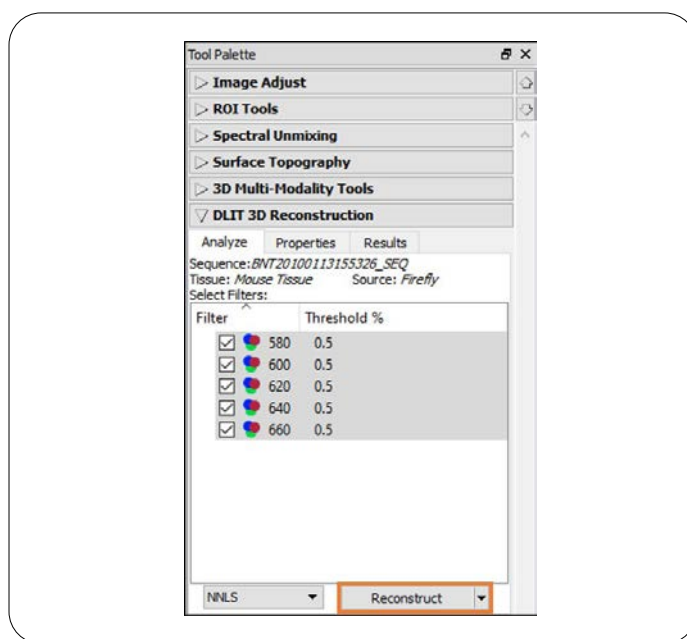 Tool Palette
Image Adjust
ROI Tools
Spectral Unmixing
Surface Topography
3D Multi-Modality Tools
DLIT 3D Reconstruction
Analyze Properties Results
Sequence: BNT20100113155326_SEQ
Tissue: Mouse Tissue Source: Firefly
Select Filters:
Filter Threshold %
580 0.5
600 0.5
620 0.5
640 0.5
660 0.5
NNLS Reconstruct